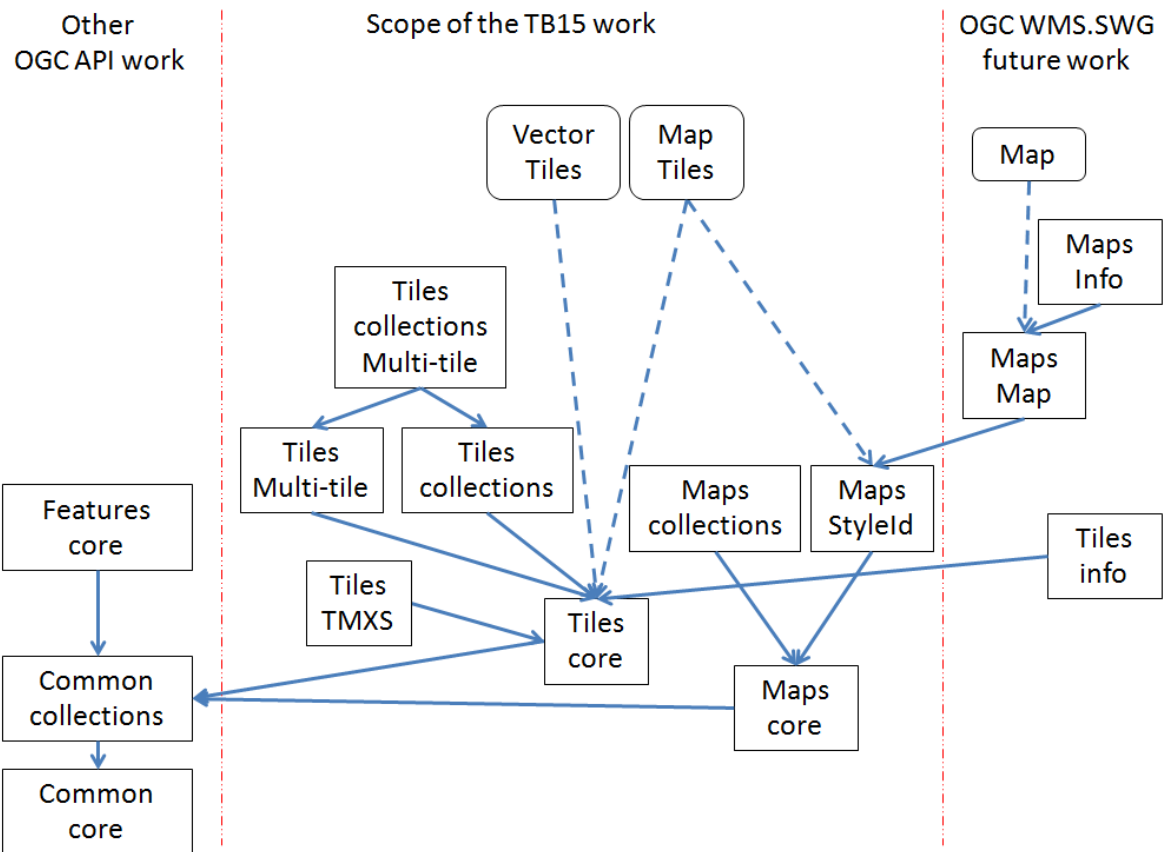 Other
OGC API work
Scope of the TB15 work
OGC WMS.SWG
future work
Vector
Tiles
Map
Tiles
Map
Maps
Info
Tiles
collections
Multi-tile
Maps
Map
Tiles
Multi-tile
Tiles
collections
Maps
collections
Maps
StyleId
Features
core
Tiles
info
Tiles
TMXS
Tiles
core
Common
collections
Maps
core
Common
core